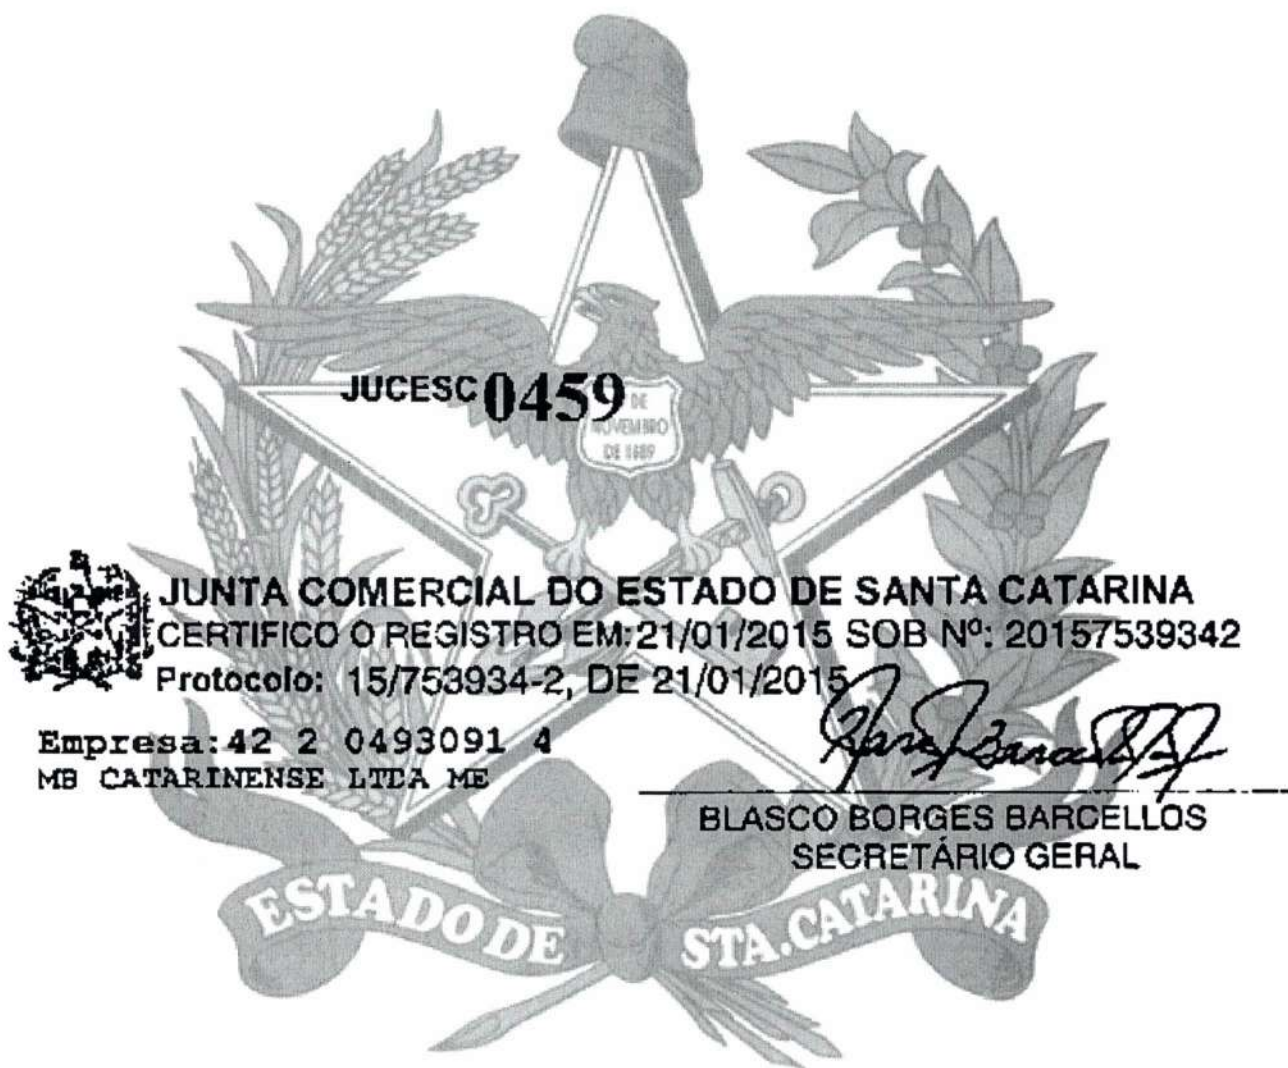 JUCESC 0459
DE
NOVEMBRO
DE 1889
JUNTA COMERCIAL DO ESTADO DE SANTA CATARINA
CERTIFICO O REGISTRO EM: 21/01/2015 SOB Nº: 20157539342
Protocolo: 15/753934-2, DE 21/01/2015
Empresa:42 2 0493091 4
MB CATARINENSE LTDA ME
BLASCO BORGES BARCELLOS
SECRETÁRIO GERAL
ESTADO DE STA.CATARINA